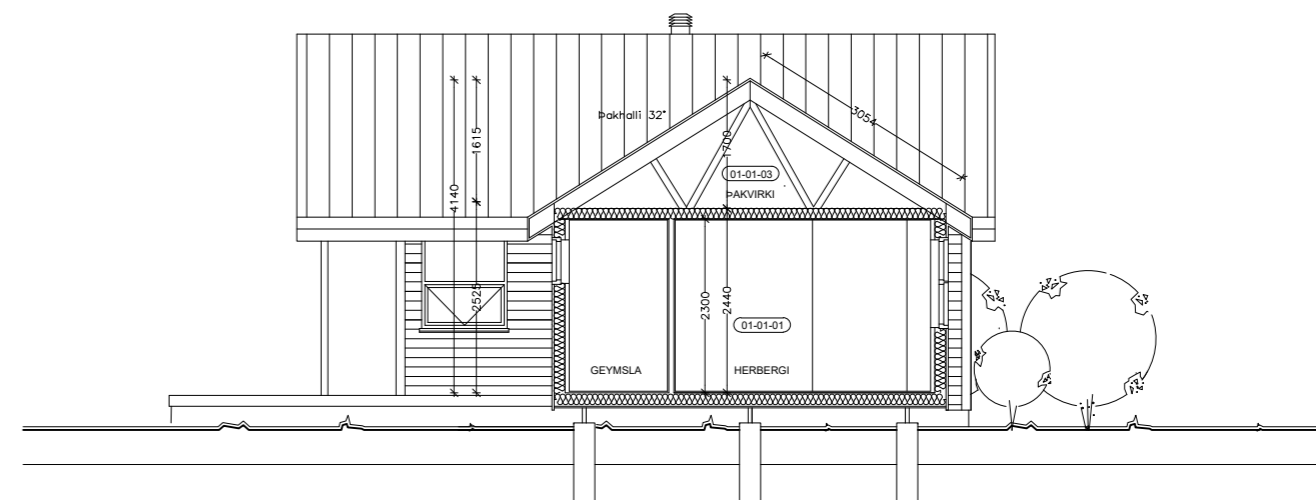 Þakhalli 32°
3054
1615
1700
4140
01-01-03
ÞAKVIRKI
2525
2300
2440
01-01-01
GEYMSLA
HERBERGI